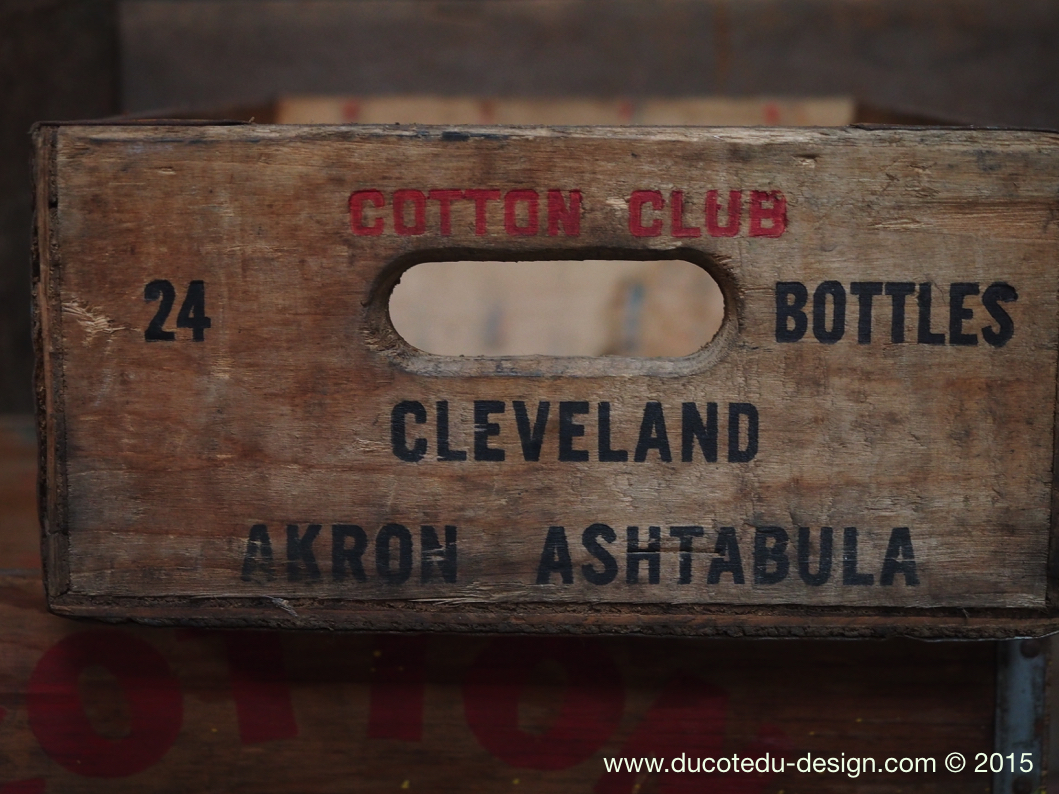 COTTON CLUB
24 BOTTLES
CLEVELAND
AKRON ASHTABULA
www.ducotedu-design.com © 2015